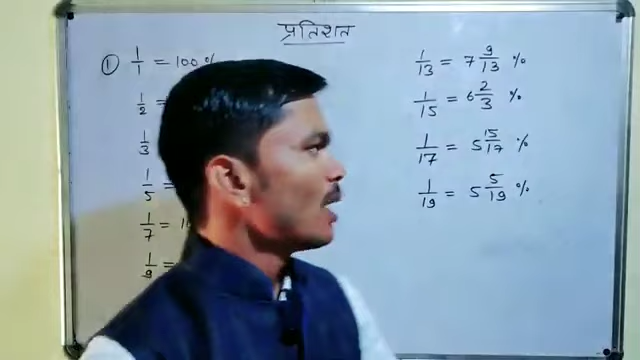 प्रतिशत
① 1/1 = 100%
1/2 =
1/3
1/5 =
1/7 = 1
1/9 =
1/13 = 7 9/13 %
1/15 = 6 2/3 %
1/17 = 5 15/17 %
1/19 = 5 5/19 %